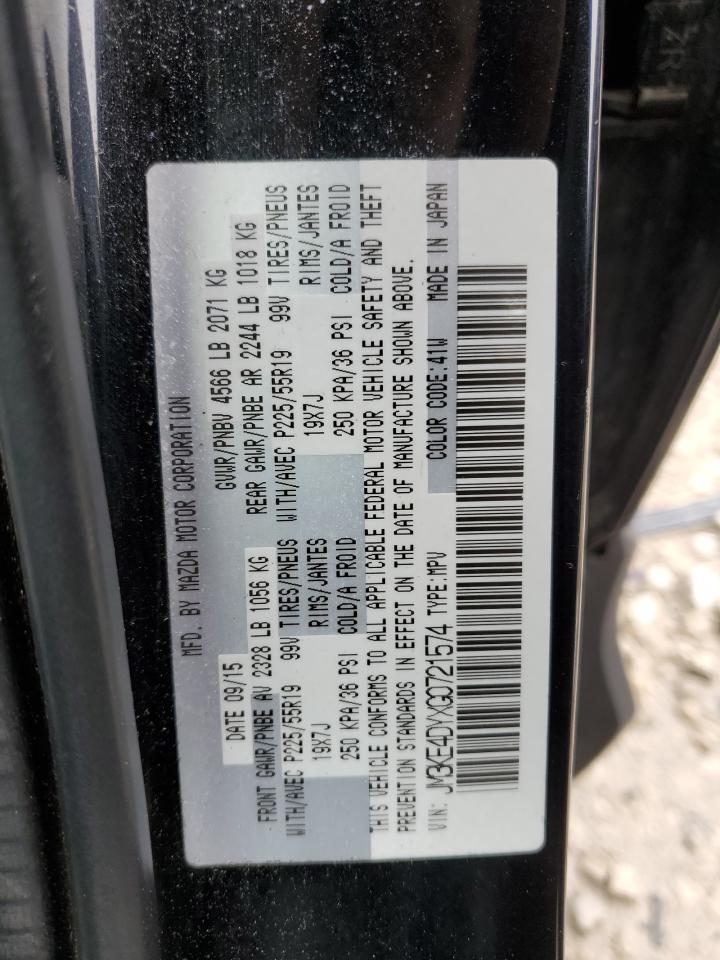 MFD. BY MAZDA MOTOR CORPORATION
DATE 09/15 GVWR/PNBV 4566 LB 2071 KG
FRONT GAWR/PNBE AV 2328 LB 1056 KG REAR GAWR/PNBE AR 2244 LB 1018 KG
WITH/AVEC P225/55R19 99V TIRES/PNEUS WITH/AVEC P225/55R19 99V TIRES/PNEUS
19X7J RIMS/JANTES 19X7J RIMS/JANTES
250 KPA/36 PSI COLD/A FROID 250 KPA/36 PSI COLD/A FROID
THIS VEHICLE CONFORMS TO ALL APPLICABLE FEDERAL MOTOR VEHICLE SAFETY AND THEFT
PREVENTION STANDARDS IN EFFECT ON THE DATE OF MANUFACTURE SHOWN ABOVE.
VIN: JM3KE4DYXG0721574 TYPE:MPV COLOR CODE:41W MADE IN JAPAN
ZR